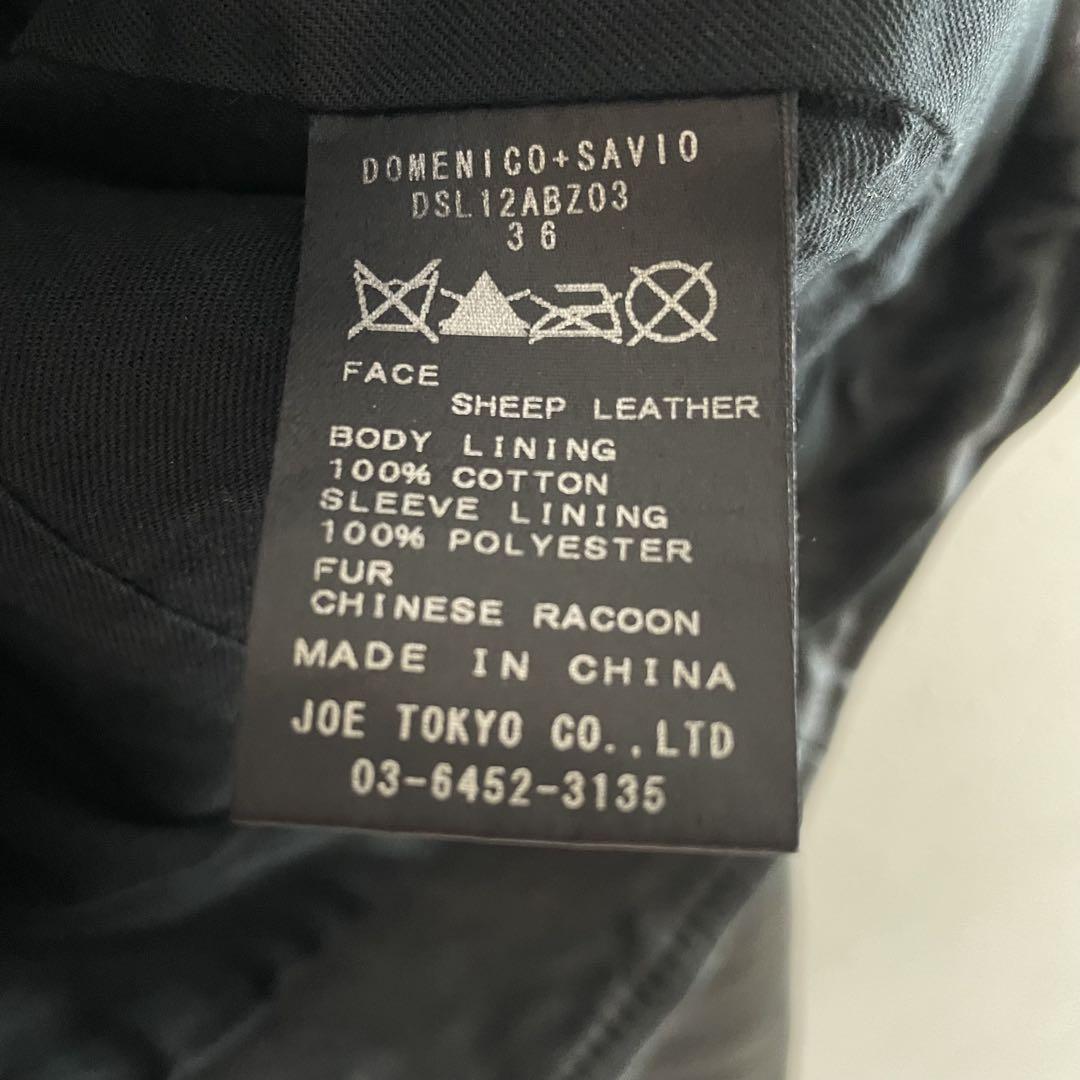 DOMENICO+SAVIO
DSL12ABZ03
36
FACE
SHEEP LEATHER
BODY LINING
100% COTTON
SLEEVE LINING
100% POLYESTER
FUR
CHINESE RACOON
MADE IN CHINA
JOE TOKYO CO.,LTD
03-6452-3135